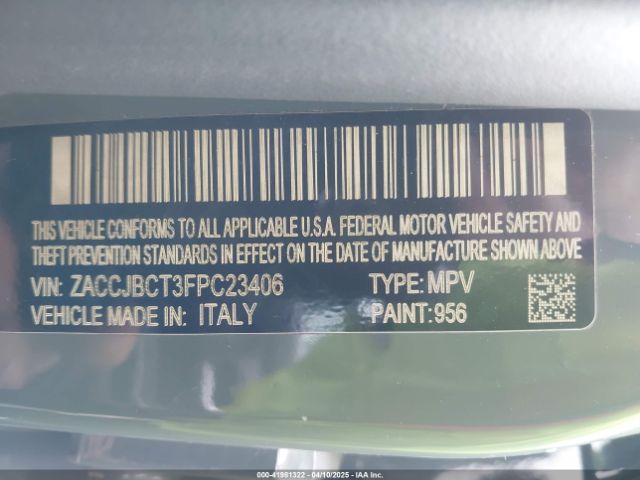 THIS VEHICLE CONFORMS TO ALL APPLICABLE U.S.A. FEDERAL MOTOR VEHICLE SAFETY AND
THEFT PREVENTION STANDARDS IN EFFECT ON THE DATE OF MANUFACTURE SHOWN ABOVE
VIN: ZACCJBCT3FPC23406 TYPE: MPV
VEHICLE MADE IN: ITALY PAINT:956
000-41981322 - 04/10/2025 - IAA Inc.